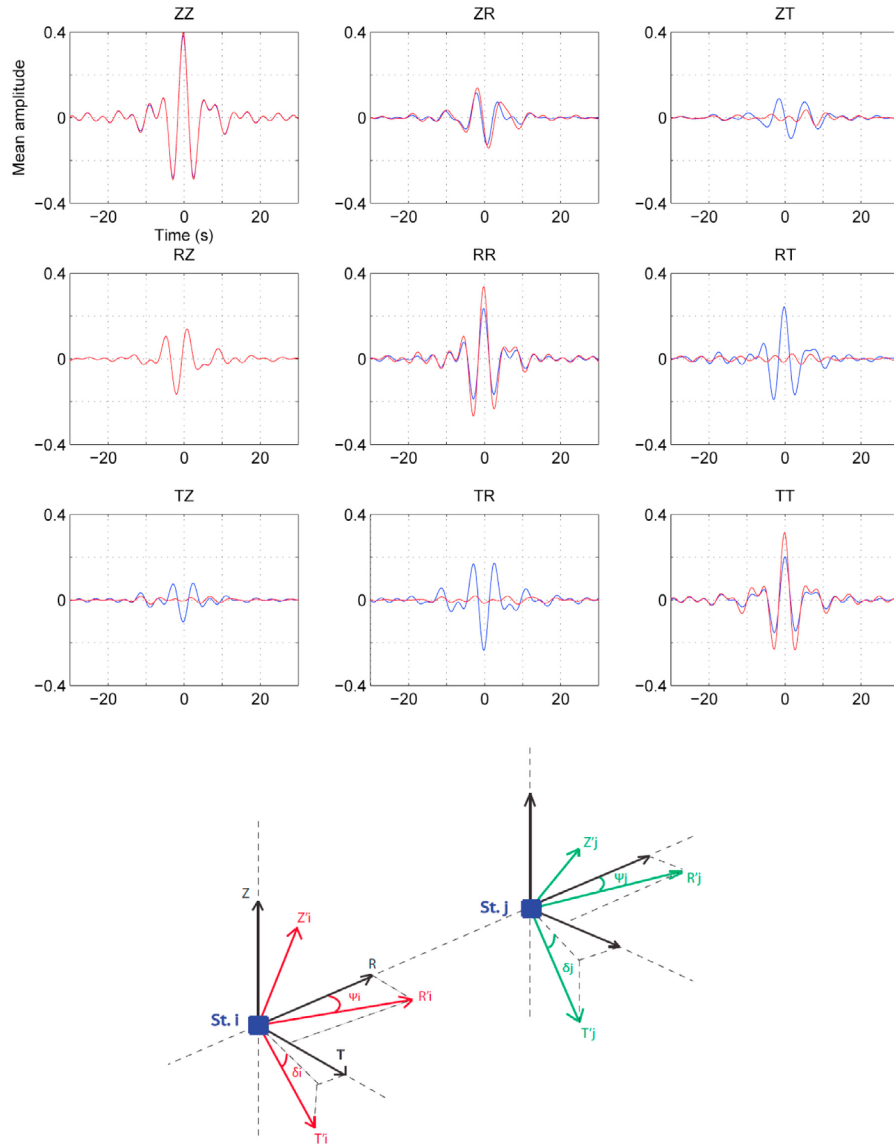 ZZ ZR ZT
Mean amplitude
0.4 0.4 0.4
0 0 0
−0.4 −0.4 −0.4
−20 0 20 −20 0 20 −20 0 20
Time (s)
RZ RR RT
0.4 0.4 0.4
0 0 0
−0.4 −0.4 −0.4
−20 0 20 −20 0 20 −20 0 20
TZ TR TT
0.4 0.4 0.4
0 0 0
−0.4 −0.4 −0.4
−20 0 20 −20 0 20 −20 0 20
Z'j
Ψj R'j
St. j
Z
Z'i
δj
R
Ψi R'i
St. i
T'j
T
δi
T'i